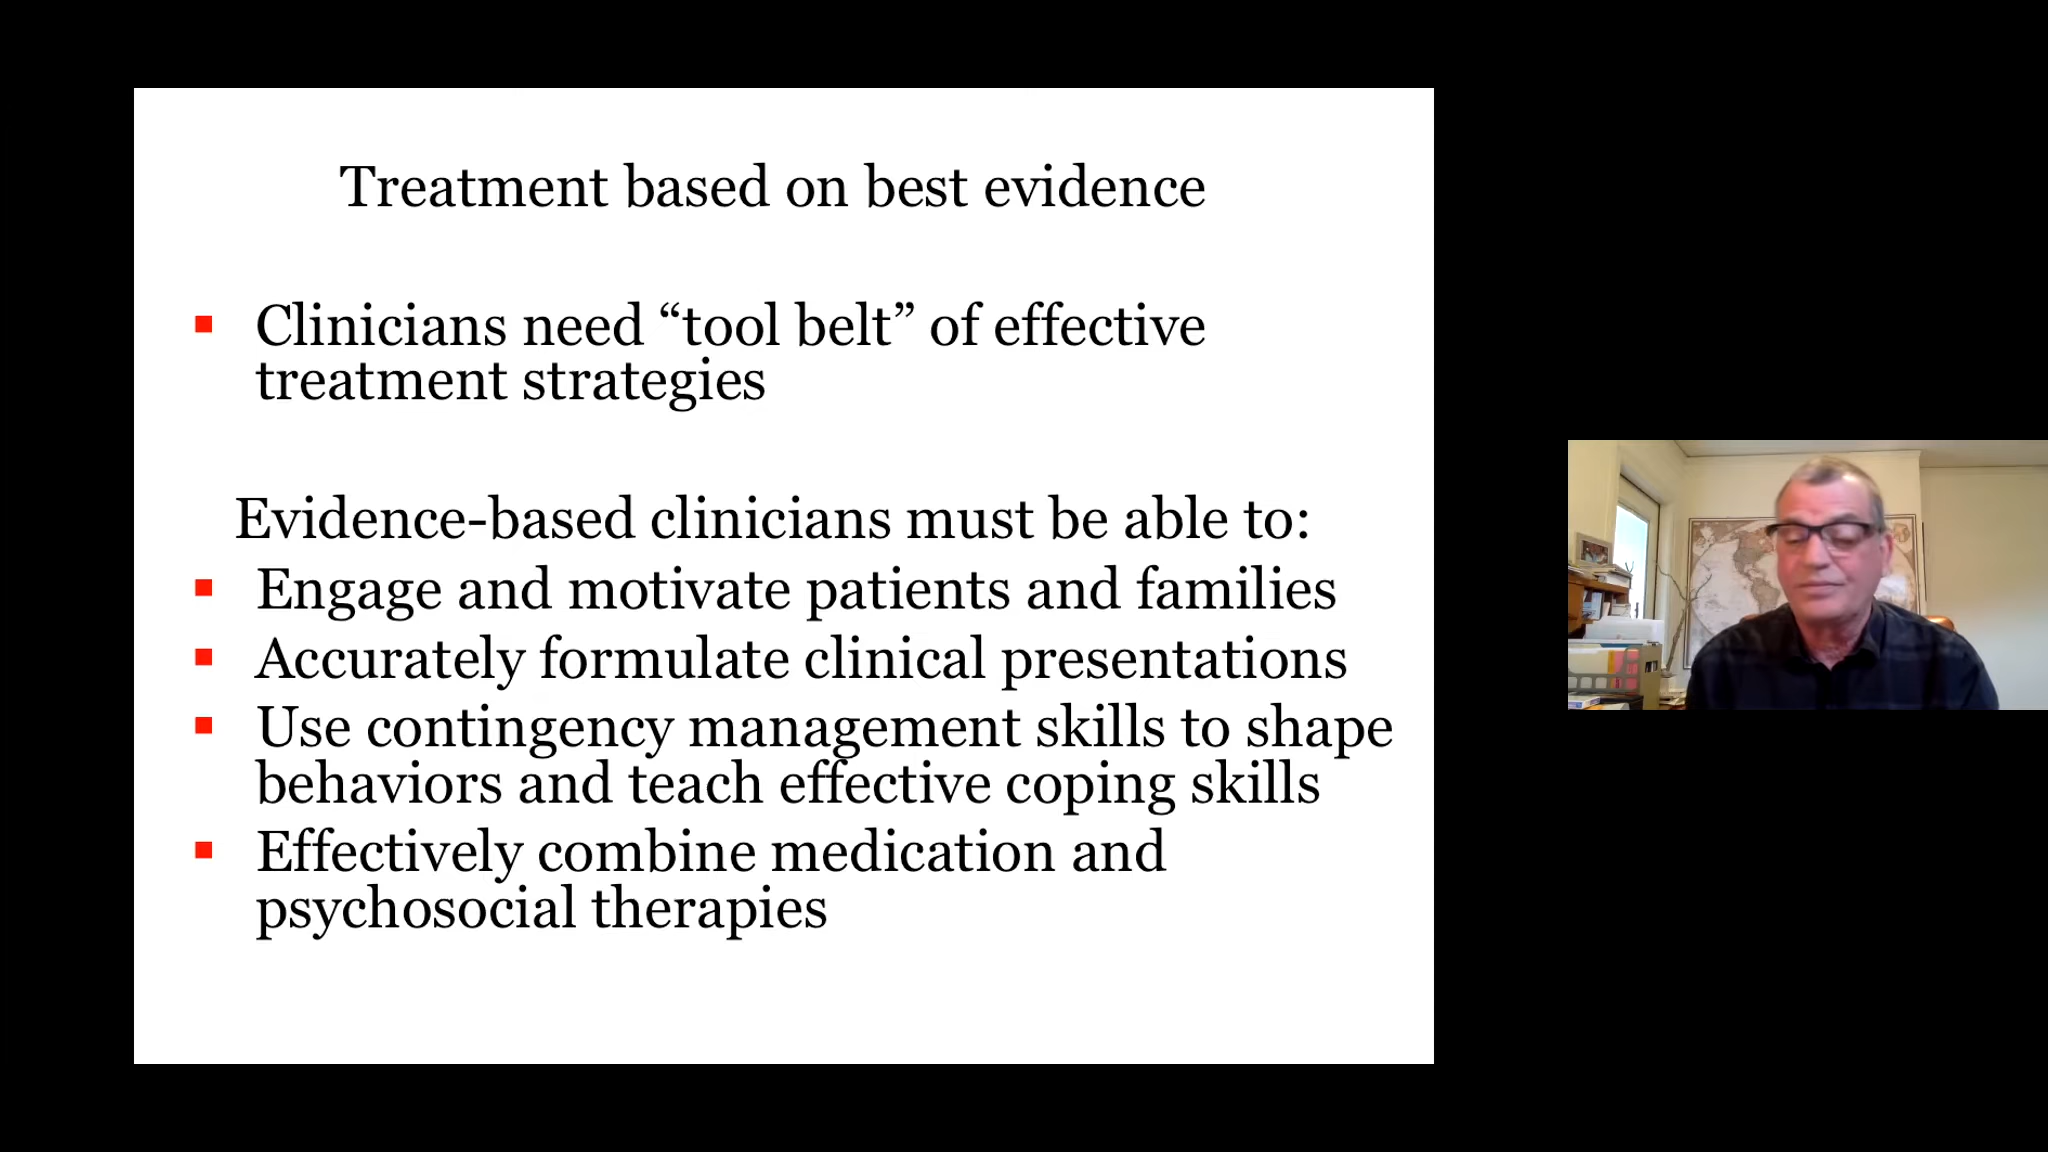 Treatment based on best evidence
▪ Clinicians need “tool belt” of effective
treatment strategies
Evidence-based clinicians must be able to:
▪ Engage and motivate patients and families
▪ Accurately formulate clinical presentations
▪ Use contingency management skills to shape
behaviors and teach effective coping skills
▪ Effectively combine medication and
psychosocial therapies